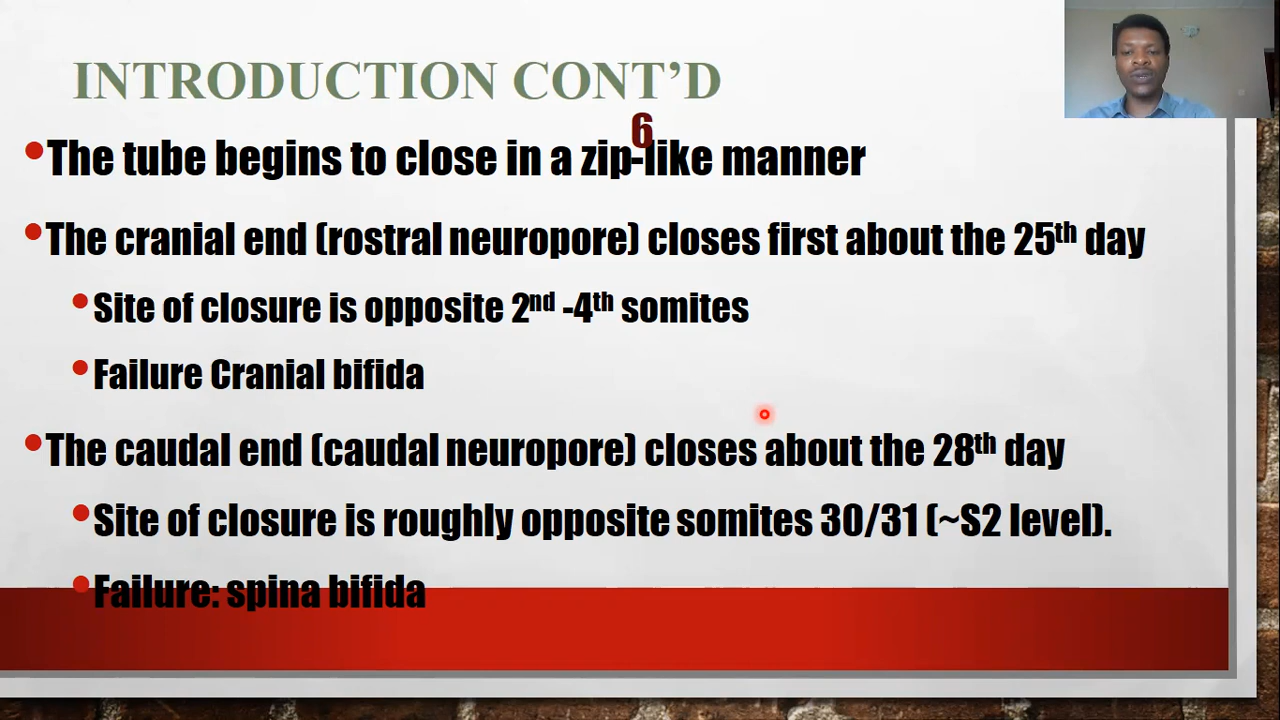 INTRODUCTION CONT’D
6
•The tube begins to close in a zip-like manner
•The cranial end (rostral neuropore) closes first about the 25th day
•Site of closure is opposite 2nd -4th somites
•Failure Cranial bifida
•The caudal end (caudal neuropore) closes about the 28th day
•Site of closure is roughly opposite somites 30/31 (~S2 level).
•Failure: spina bifida